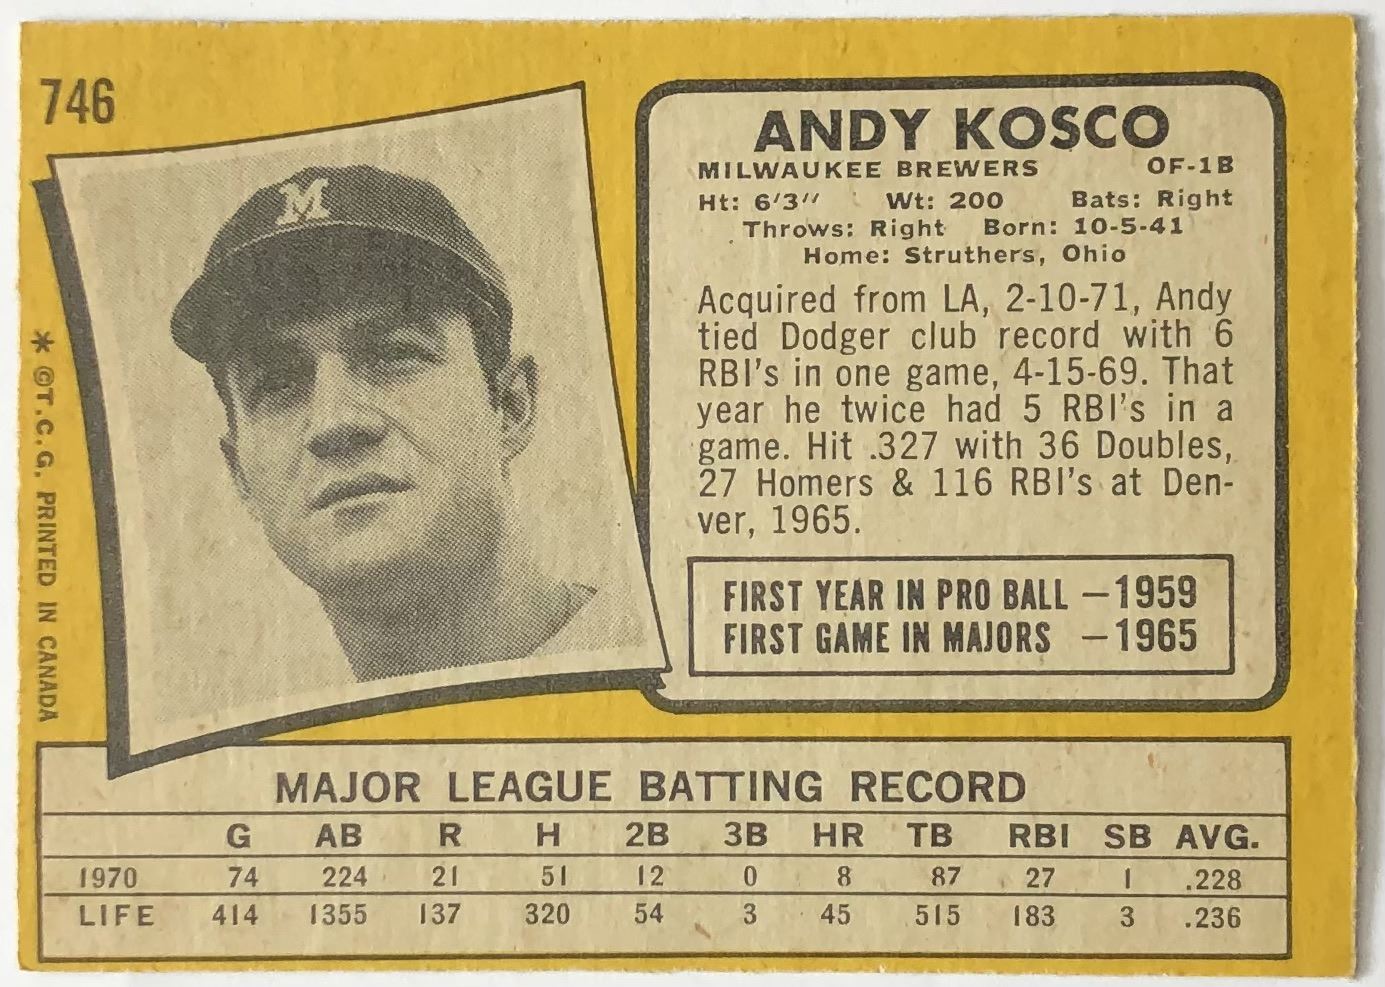 746
M
ANDY KOSCO
MILWAUKEE BREWERS OF-1B
Ht: 6'3" Wt: 200 Bats: Right
Throws: Right Born: 10-5-41
Home: Struthers, Ohio
Acquired from LA, 2-10-71, Andy
tied Dodger club record with 6
RBI's in one game, 4-15-69. That
year he twice had 5 RBI's in a
game. Hit .327 with 36 Doubles,
27 Homers & 116 RBI's at Den-
ver, 1965.
FIRST YEAR IN PRO BALL —1959
FIRST GAME IN MAJORS —1965
* ©T.C.G. PRINTED IN CANADA
MAJOR LEAGUE BATTING RECORD
G AB R H 2B 3B HR TB RBI SB AVG.
1970 74 224 21 51 12 0 8 87 27 1 .228
LIFE 414 1355 137 320 54 3 45 515 183 3 .236